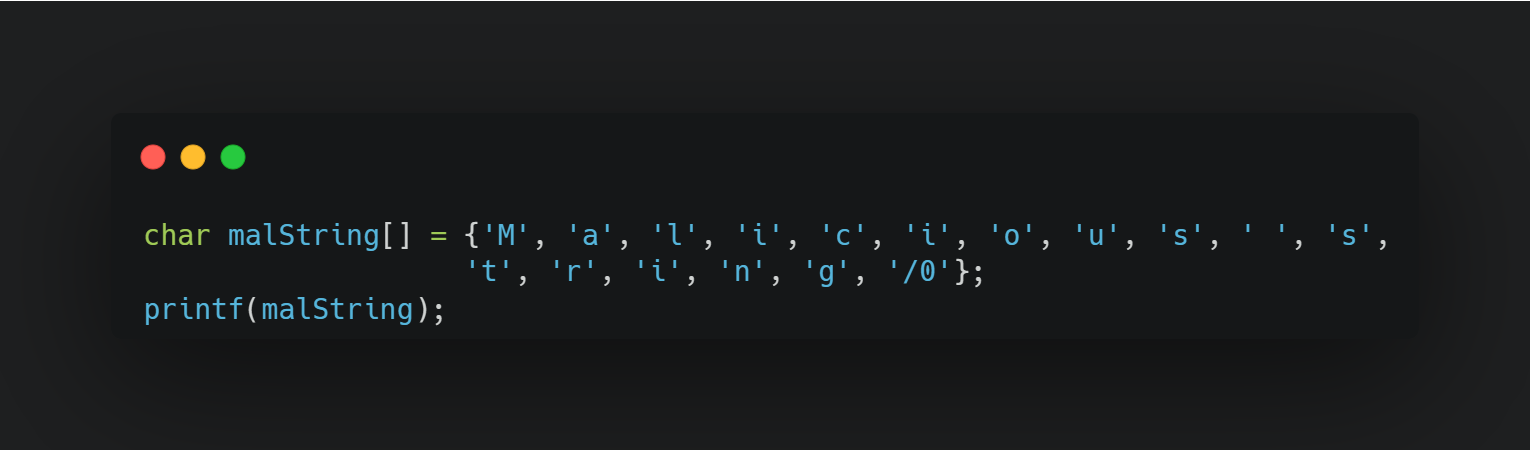 char malString[] = {'M', 'a', 'l', 'i', 'c', 'i', 'o', 'u', 's', ' ', 's',
't', 'r', 'i', 'n', 'g', '/0'};
printf(malString);